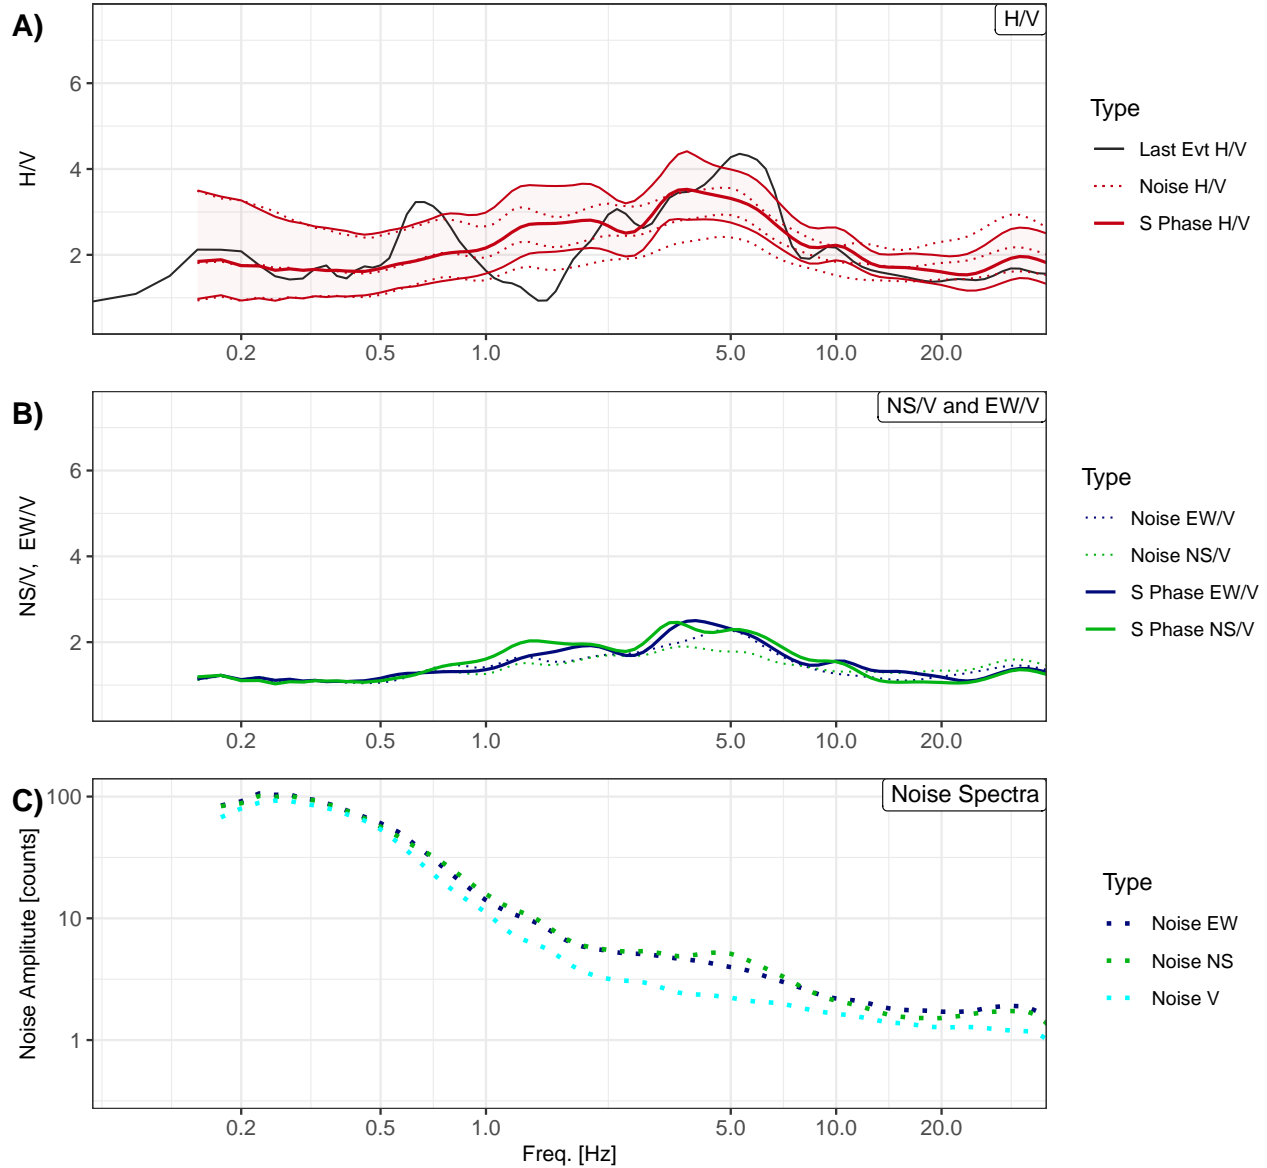 A)
H/V
6
4
2
H/V
0.2 0.5 1.0 5.0 10.0 20.0
Type
Last Evt H/V
Noise H/V
S Phase H/V
B)
NS/V and EW/V
6
4
2
NS/V, EW/V
0.2 0.5 1.0 5.0 10.0 20.0
Type
Noise EW/V
Noise NS/V
S Phase EW/V
S Phase NS/V
C)
Noise Spectra
100
10
1
Noise Amplitute [counts]
0.2 0.5 1.0 5.0 10.0 20.0
Freq. [Hz]
Type
Noise EW
Noise NS
Noise V